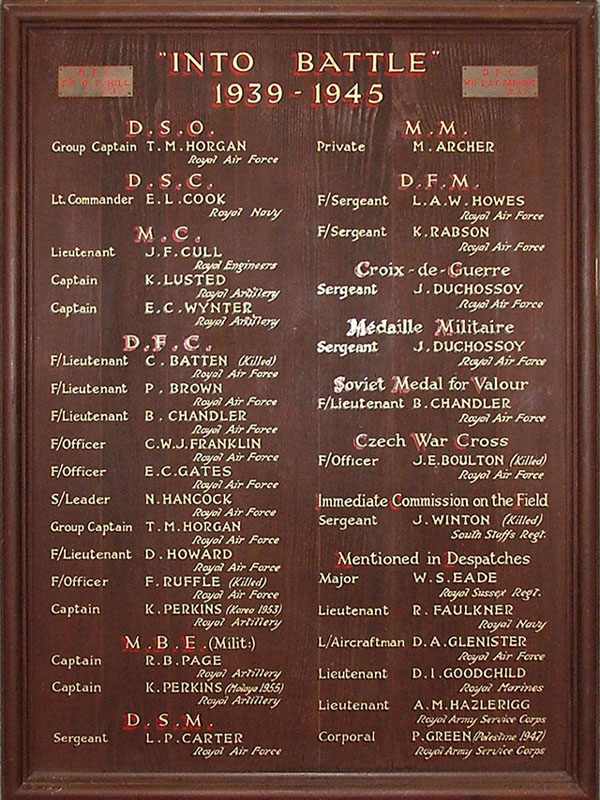 "INTO BATTLE"
1939 - 1945
D.F.C.
D.F.C.
D.S.O.
Group Captain T.M.HORGAN
Royal Air Force
D.S.C.
Lt. Commander E.L.COOK
Royal Navy
M.C.
Lieutenant J.F.CULL
Royal Engineers
Captain K.LUSTED
Royal Artillery
Captain E.C.WYNTER
Royal Artillery
D.F.C.
F/Lieutenant C.BATTEN (Killed)
Royal Air Force
F/Lieutenant P.BROWN
Royal Air Force
F/Lieutenant B.CHANDLER
Royal Air Force
F/Officer C.W.J.FRANKLIN
Royal Air Force
F/Officer E.C.GATES
Royal Air Force
S/Leader N.HANCOCK
Royal Air Force
Group Captain T.M.HORGAN
Royal Air Force
F/Lieutenant D.HOWARD
Royal Air Force
F/Officer F.RUFFLE (Killed)
Royal Air Force
Captain K.PERKINS (Korea 1953)
Royal Artillery
M.B.E.(Milit:)
Captain R.B.PAGE
Royal Artillery
Captain K.PERKINS (Malaya 1955)
Royal Artillery
D.S.M.
Sergeant L.P.CARTER
Royal Air Force
M.M.
Private M.ARCHER
D.F.M.
F/Sergeant L.A.W.HOWES
Royal Air Force
F/Sergeant K.RABSON
Royal Air Force
Croix-de-Guerre
Sergeant J.DUCHOSSOY
Royal Air Force
Médaille Militaire
Sergeant J.DUCHOSSOY
Royal Air Force
Soviet Medal for Valour
F/Lieutenant B.CHANDLER
Royal Air Force
Czech War Cross
F/Officer J.E.BOULTON (Killed)
Royal Air Force
Immediate Commission on the Field
Sergeant J.WINTON (Killed)
South Staffs Regt.
Mentioned in Despatches
Major W.S.EADE
Royal Sussex Regt.
Lieutenant R.FAULKNER
Royal Navy
L/Aircraftman D.A.GLENISTER
Royal Air Force
Lieutenant D.I.GOODCHILD
Royal Marines
Lieutenant A.M.HAZLERIGG
Royal Army Service Corps
Corporal P.GREEN (Palestine 1947)
Royal Army Service Corps